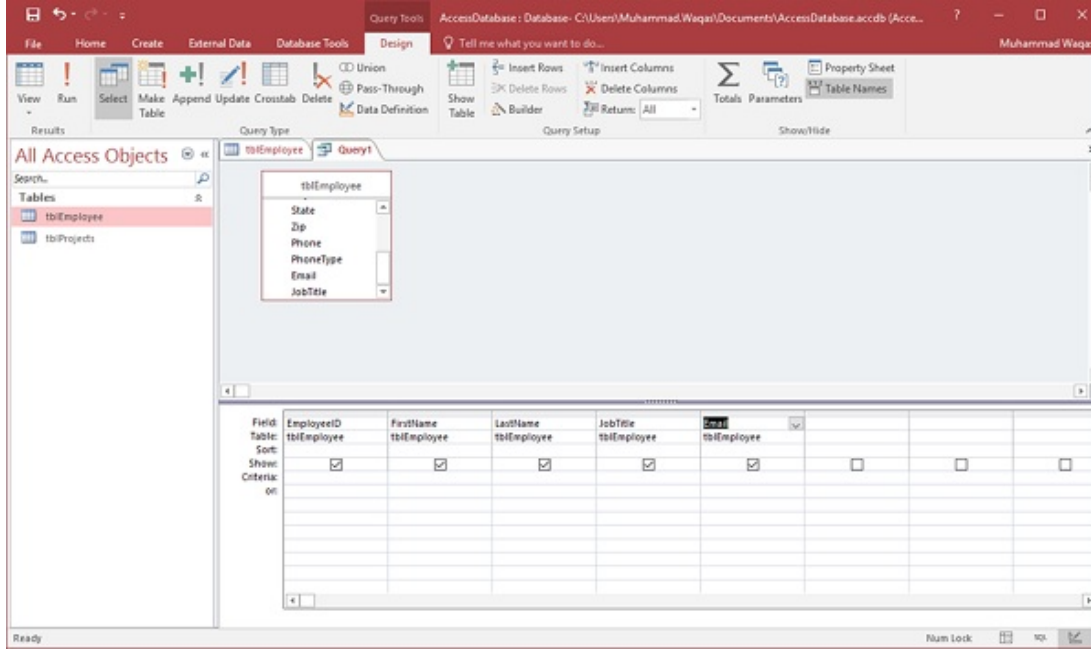 Query Tools AccessDatabase : Database- C:\Users\Muhammad.Waqas\Documents\AccessDatabase.accdb (Acce... ?
File Home Create External Data Database Tools Design Tell me what you want to do... Muhammad Waqas
View Run Select Make Table Append Update Crosstab Delete
Union
Pass-Through
Data Definition
Show Table
Insert Rows
Delete Rows
Builder
Insert Columns
Delete Columns
Return: All
Totals Parameters
Property Sheet
Table Names
Results Query Type Query Setup Show/Hide
All Access Objects «
Search...
Tables
tblEmployee
tblProjects
tblEmployee Query1
tblEmployee
State
Zip
Phone
PhoneType
Email
JobTitle
Field: EmployeeID FirstName LastName JobTitle Email
Table: tblEmployee tblEmployee tblEmployee tblEmployee tblEmployee
Sort:
Show:
Criteria:
or:
Ready Num Lock SQL